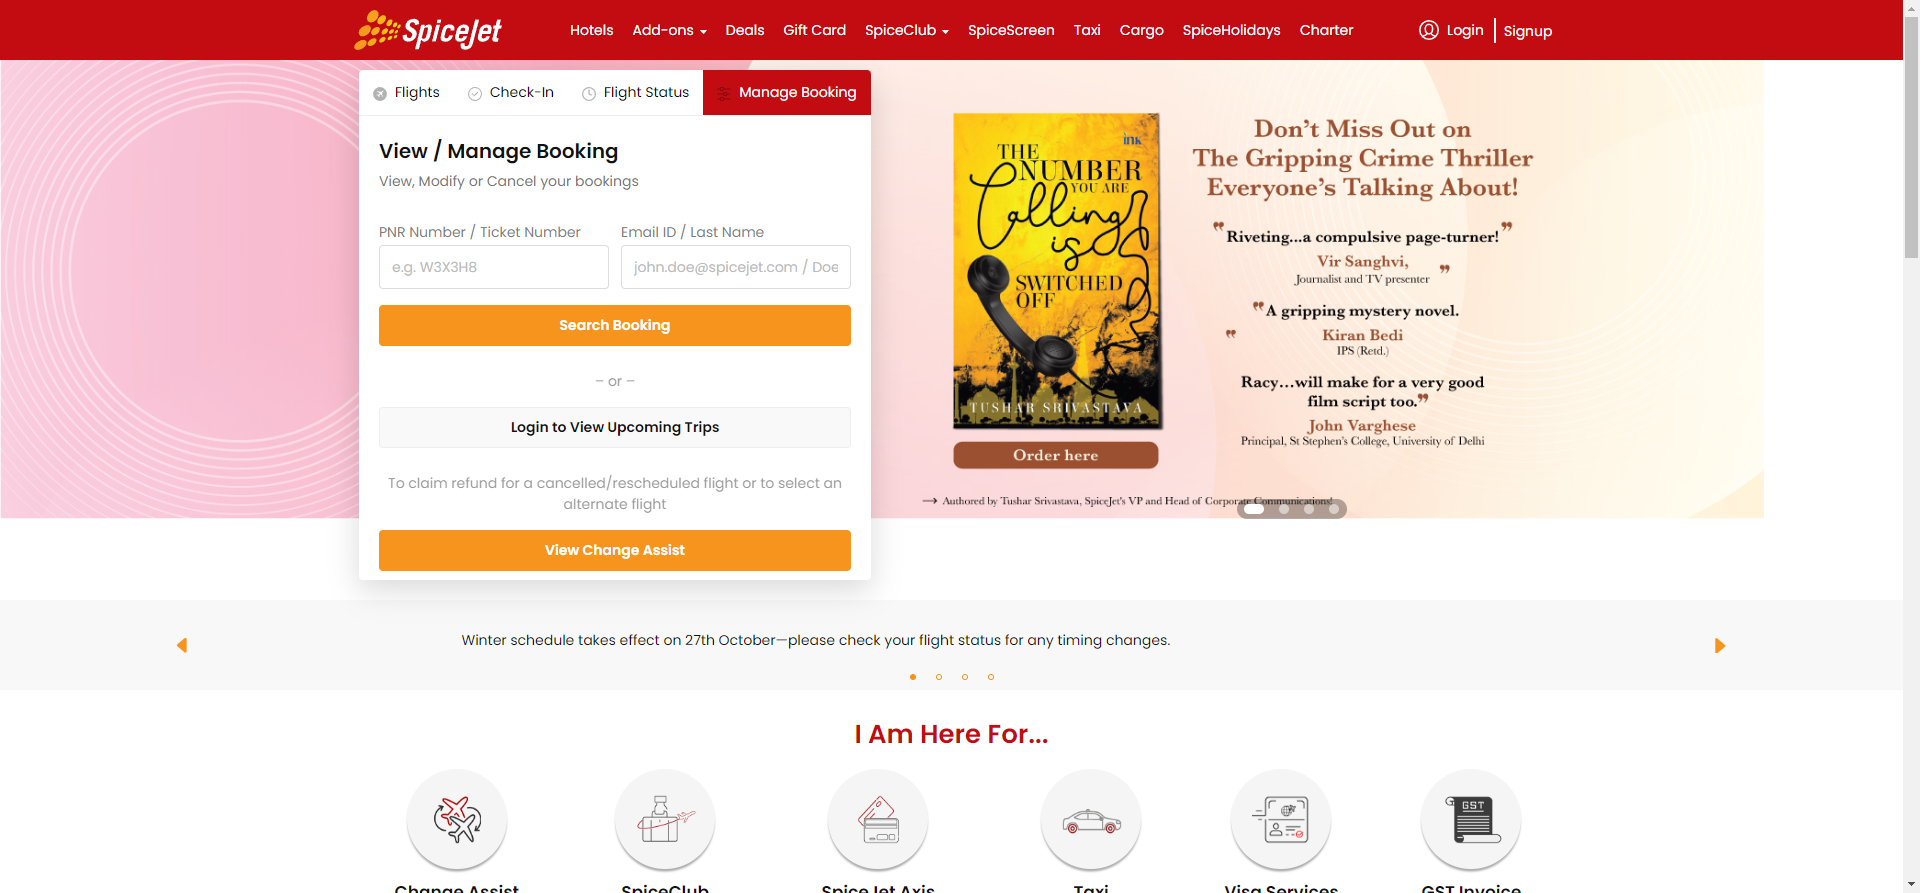 SpiceJet
Hotels
Add-ons
Deals
Gift Card
SpiceClub
SpiceScreen
Taxi
Cargo
SpiceHolidays
Charter
Login
Signup
Flights
Check-In
Flight Status
Manage Booking
View / Manage Booking
View, Modify or Cancel your bookings
PNR Number / Ticket Number
Email ID / Last Name
e.g. W3X3H8
john.doe@spicejet.com / Doe
Search Booking
– or –
Login to View Upcoming Trips
To claim refund for a cancelled/rescheduled flight or to select an
alternate flight
View Change Assist
ink
THE
NUMBER
YOU ARE
Calling
is
SWITCHED
OFF
TUSHAR SRIVASTAVA
Order here
Don't Miss Out on
The Gripping Crime Thriller
Everyone's Talking About!
"Riveting...a compulsive page-turner!"
Vir Sanghvi,
Journalist and TV presenter "
"A gripping mystery novel.
" Kiran Bedi
IPS (Retd.)
Racy...will make for a very good
film script too."
John Varghese
Principal, St Stephen's College, University of Delhi
→ Authored by Tushar Srivastava, SpiceJet's VP and Head of Corporate Communications!
Winter schedule takes effect on 27th October—please check your flight status for any timing changes.
I Am Here For...
GST
Change Assist
SpiceClub
SpiceJet Axis
Taxi
Visa Services
GST Invoice